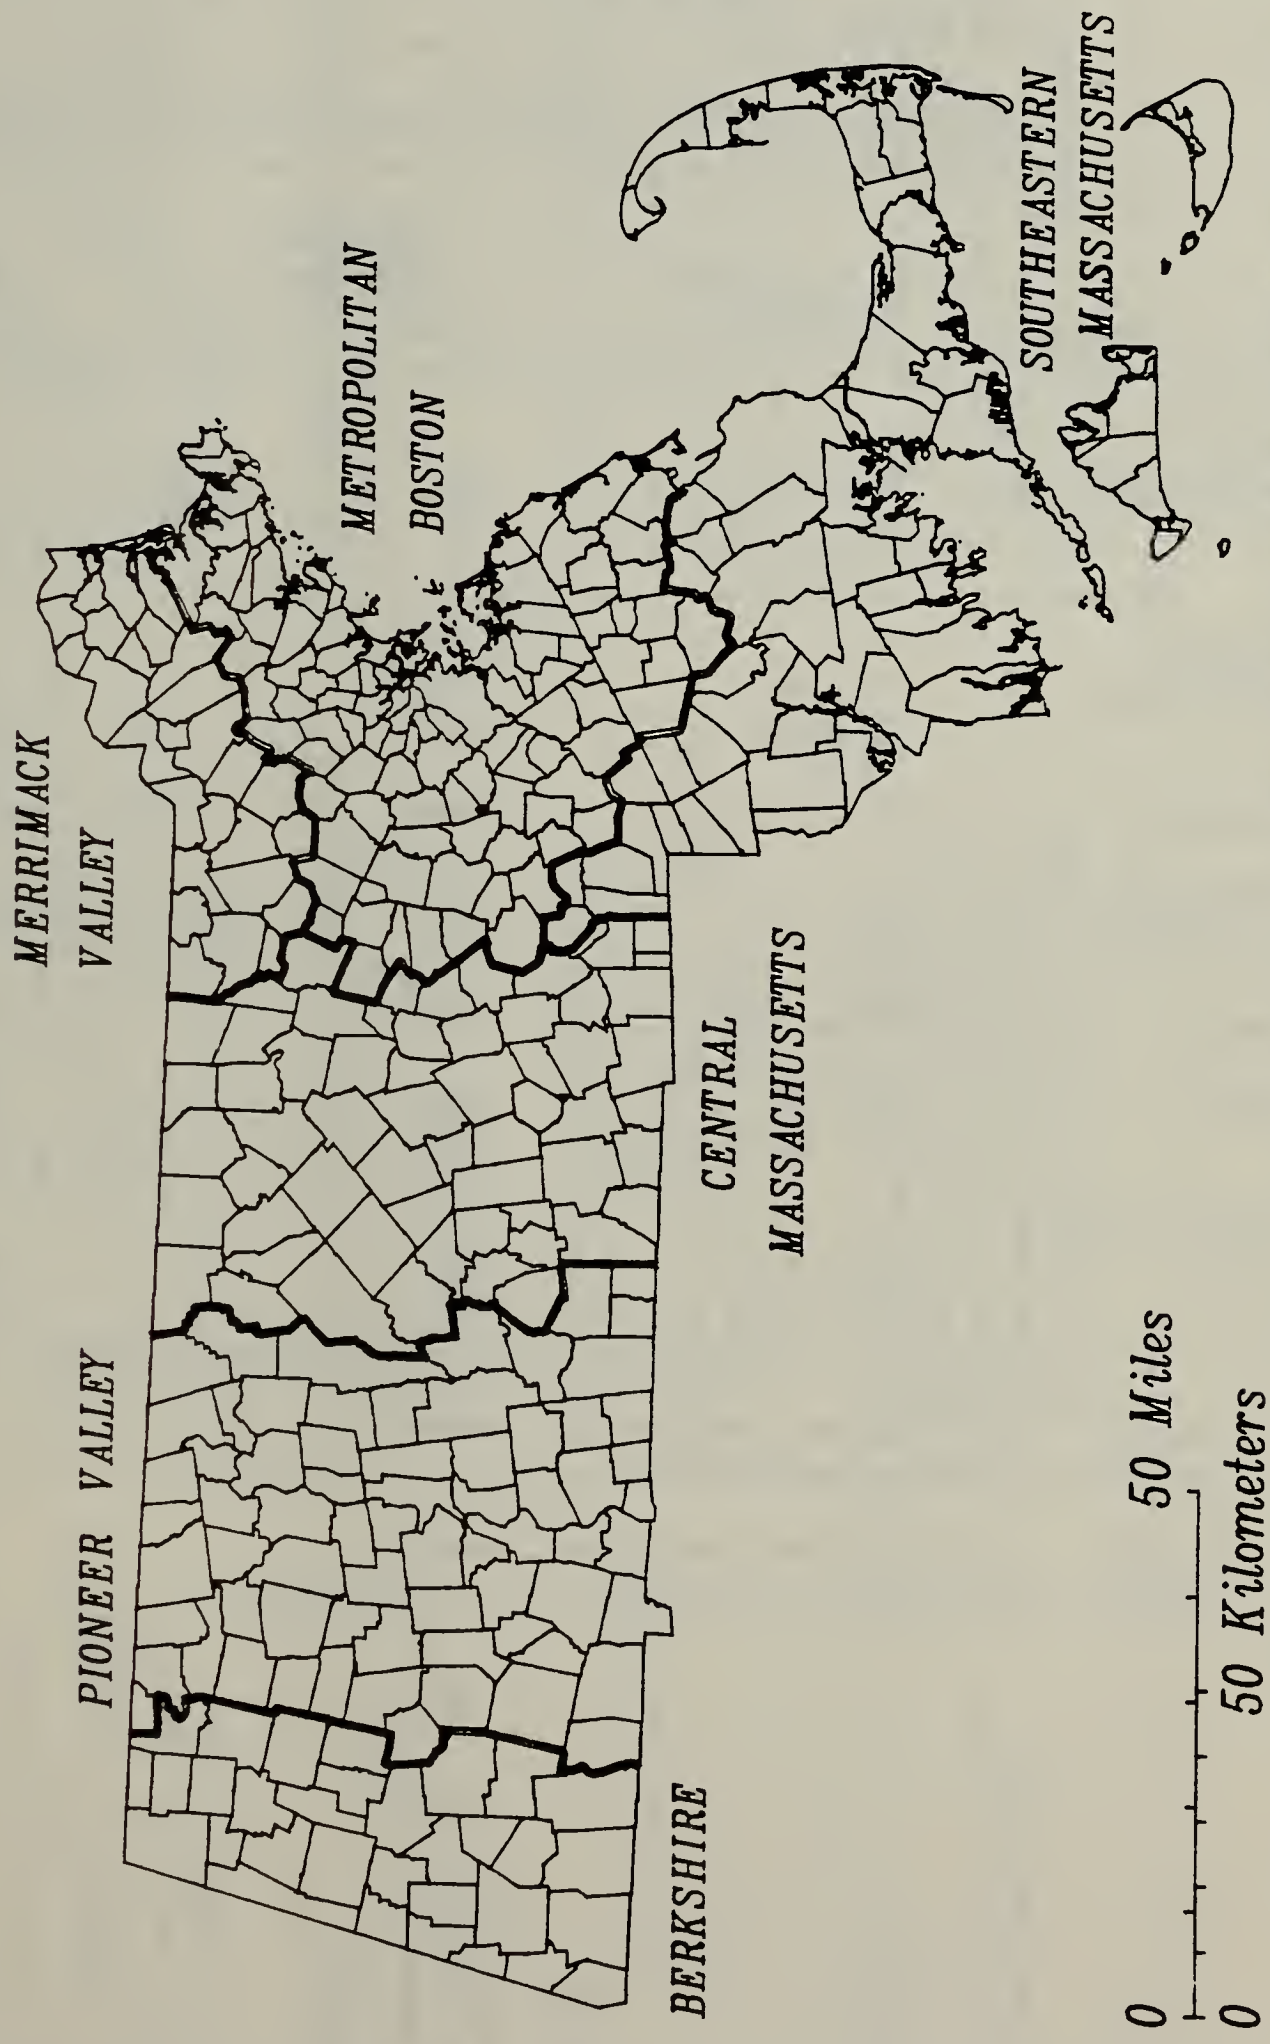 MERRIMACK
VALLEY
PIONEER VALLEY
METROPOLITAN
BOSTON
BERKSHIRE
CENTRAL
MASSACHUSETTS
SOUTHEASTERN
MASSACHUSETTS
0 50 Miles
0 50 Kilometers